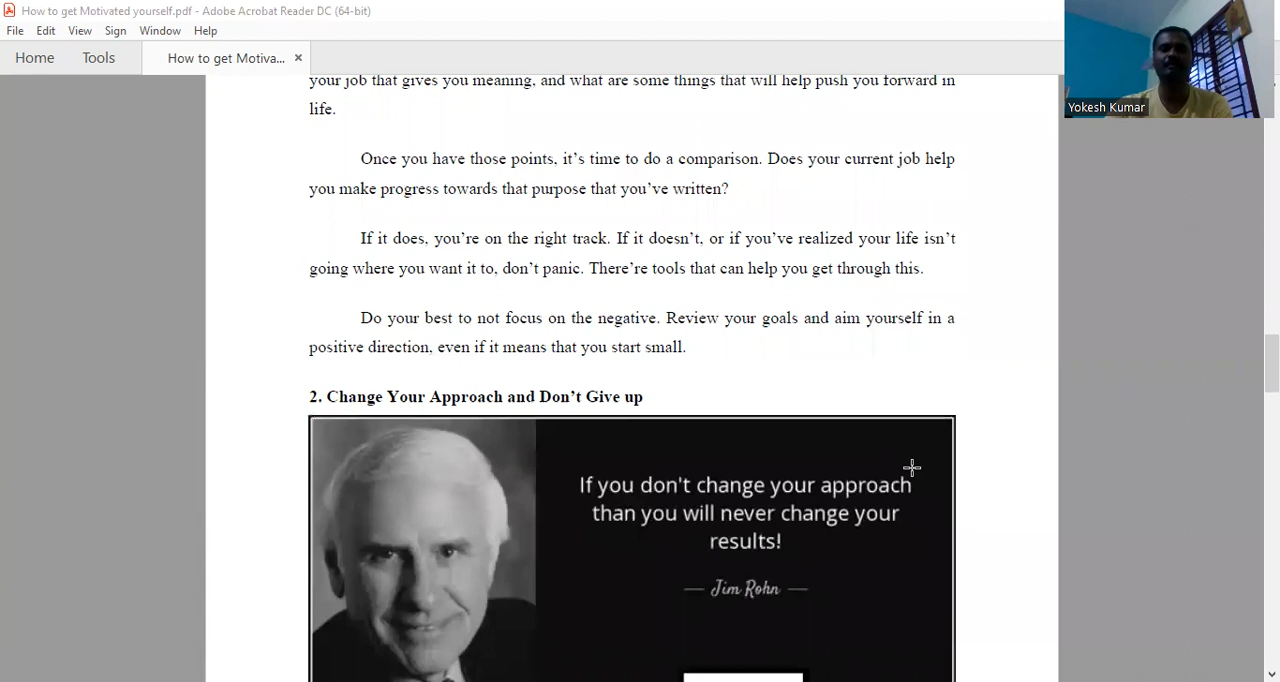 How to get Motivated yourself.pdf - Adobe Acrobat Reader DC (64-bit)
File Edit View Sign Window Help
Home Tools How to get Motiva... ×
Yokesh Kumar
your job that gives you meaning, and what are some things that will help push you forward in
life.
Once you have those points, it’s time to do a comparison. Does your current job help
you make progress towards that purpose that you’ve written?
If it does, you’re on the right track. If it doesn’t, or if you’ve realized your life isn’t
going where you want it to, don’t panic. There’re tools that can help you get through this.
Do your best to not focus on the negative. Review your goals and aim yourself in a
positive direction, even if it means that you start small.
2. Change Your Approach and Don’t Give up
If you don't change your approach
than you will never change your
results!
— Jim Rohn —